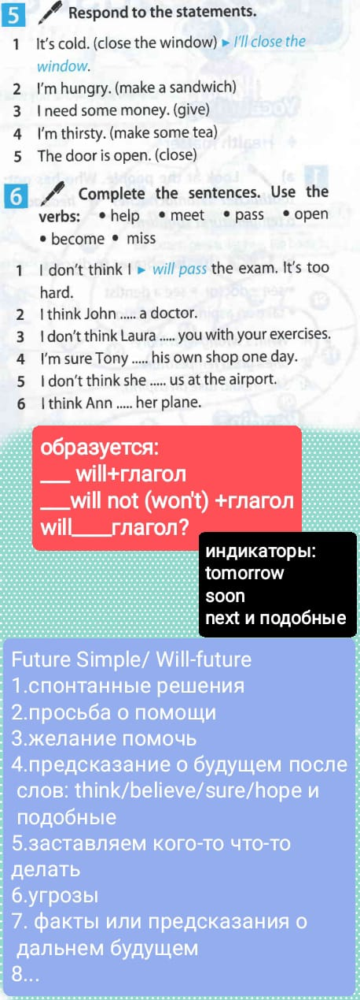 5 Respond to the statements.
1 It's cold. (close the window) ▶ I'll close the
window.
2 I'm hungry. (make a sandwich)
3 I need some money. (give)
4 I'm thirsty. (make some tea)
5 The door is open. (close)
6 Complete the sentences. Use the
verbs: • help • meet • pass • open
• become • miss
1 I don't think I ▶ will pass the exam. It's too
hard.
2 I think John ..... a doctor.
3 I don't think Laura ..... you with your exercises.
4 I'm sure Tony ..... his own shop one day.
5 I don't think she ..... us at the airport.
6 I think Ann ..... her plane.
образуется:
___ will+глагол
___will not (won't) +глагол
will____глагол?
индикаторы:
tomorrow
soon
next и подобные
Future Simple/ Will-future
1.спонтанные решения
2.просьба о помощи
3.желание помочь
4.предсказание о будущем после
слов: think/believe/sure/hope и
подобные
5.заставляем кого-то что-то
делать
6.угрозы
7. факты или предсказания о
дальнем будущем
8...